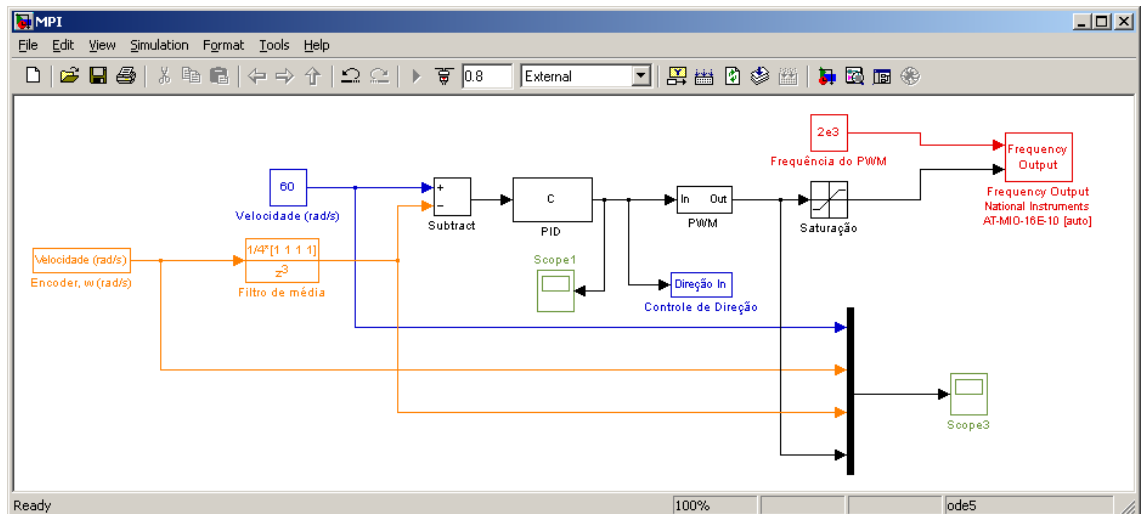 MPI
File Edit View Simulation Format Tools Help
0.8 External
2e3
Frequência do PWM
Frequency
Output
Frequency Output
National Instruments
AT-MIO-16E-10 [auto]
60
Velocidade (rad/s)
+
−
Subtract
C
PID
In Out
PWM
Saturação
Velocidade (rad/s)
Encoder, w (rad/s)
1/4*[1 1 1 1]
z3
Filtro de média
Scope1
Direção In
Controle de Direção
Scope3
Ready 100% ode5